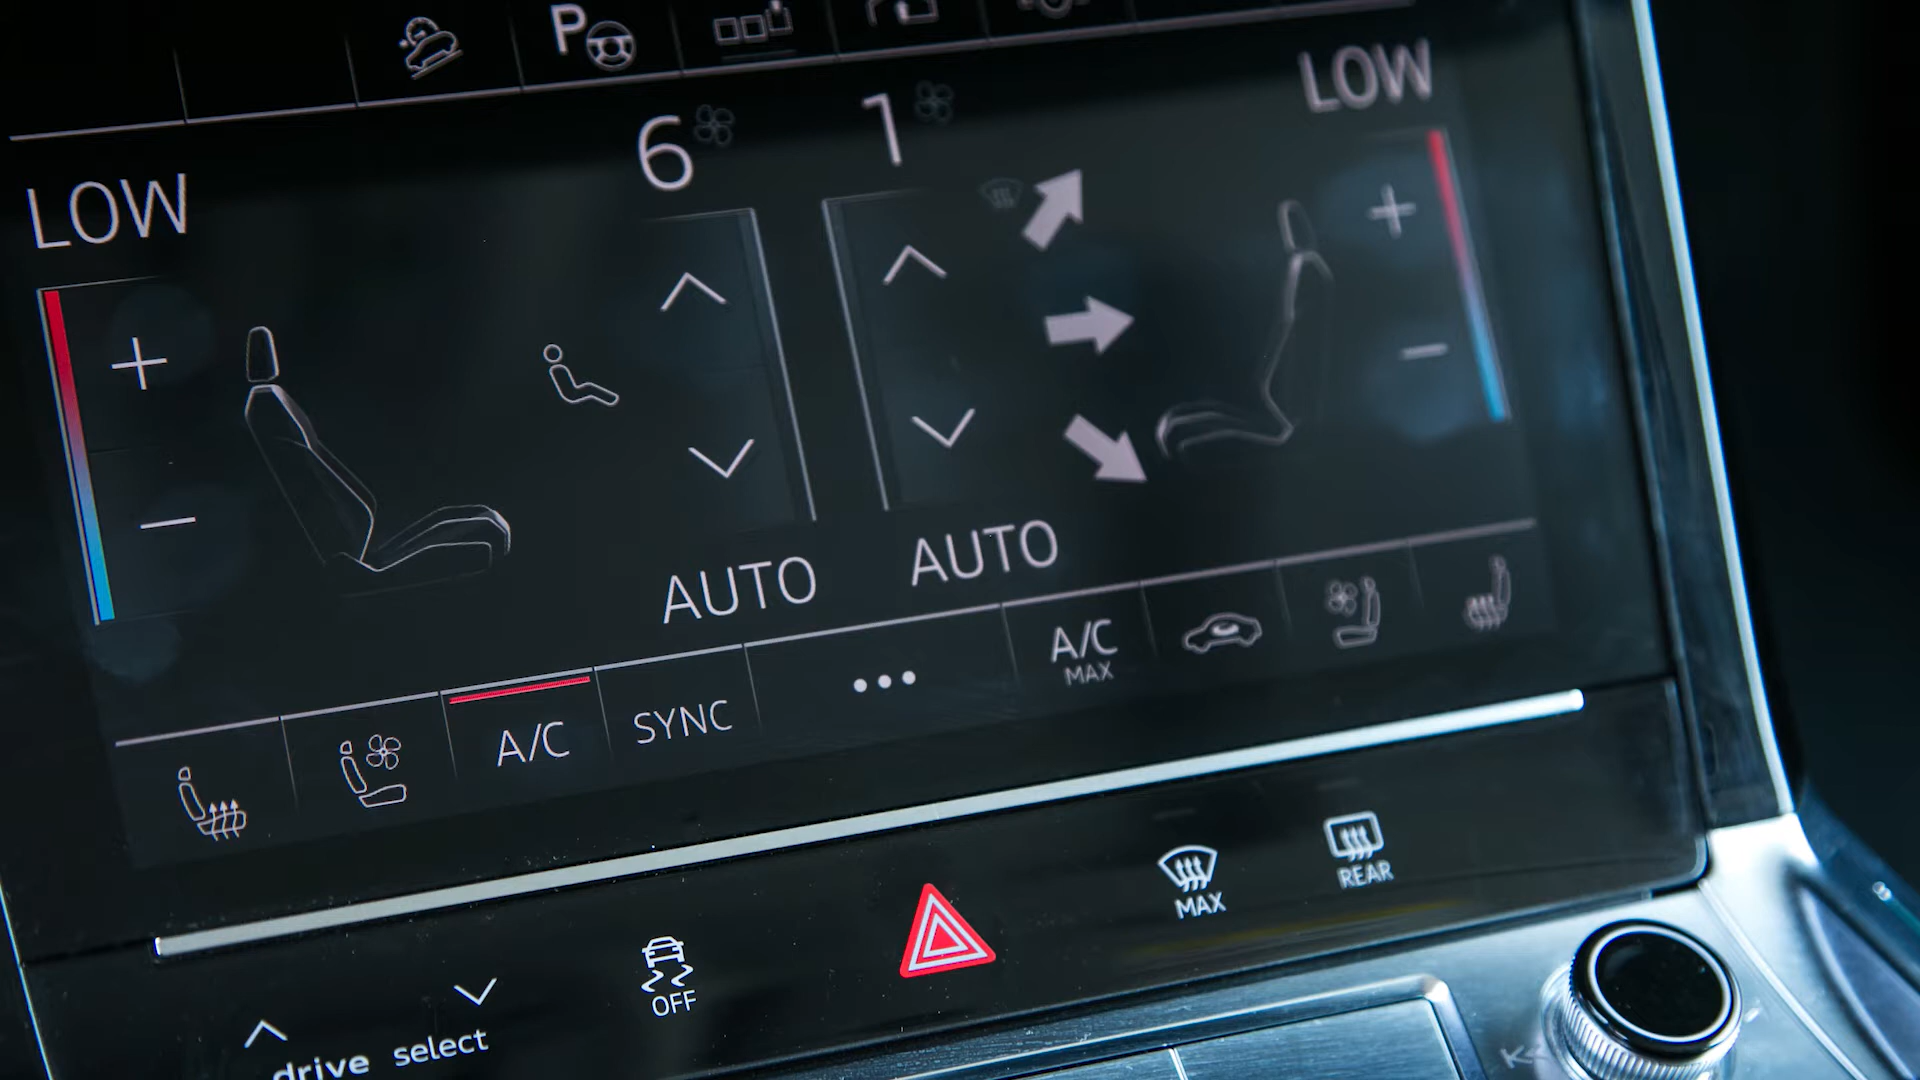 P
LOW
6
1
LOW
AUTO
AUTO
A/C
SYNC
A/C
MAX
OFF
MAX
REAR
drive select